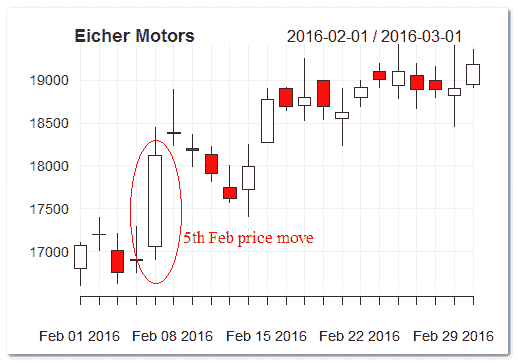 Eicher Motors 2016-02-01 / 2016-03-01
19000
18500
18000
17500
5th Feb price move
17000
Feb 01 2016 Feb 08 2016 Feb 15 2016 Feb 22 2016 Feb 29 2016